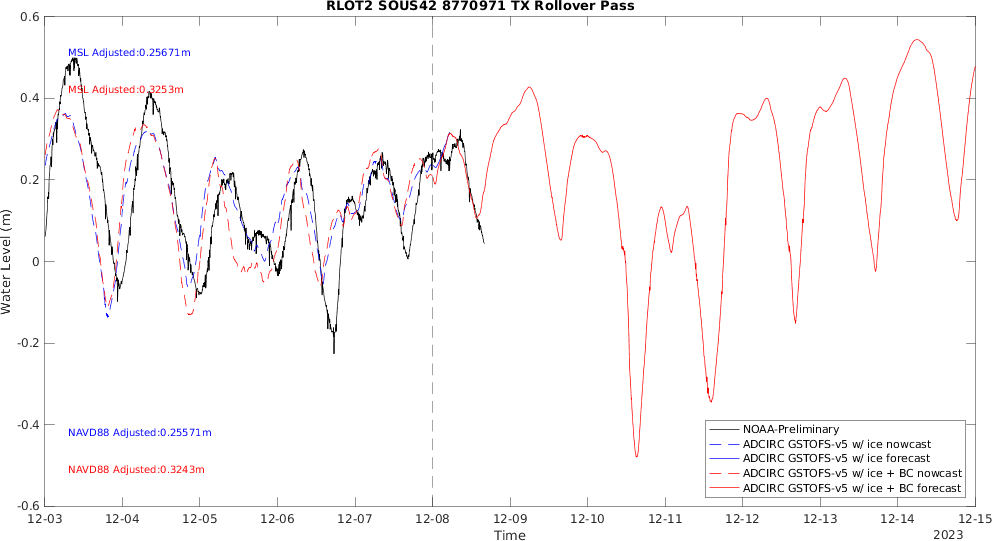 RLOT2 SOUS42 8770971 TX Rollover Pass
0.6
0.4
0.2
0
-0.2
-0.4
-0.6
Water Level (m)
MSL Adjusted:0.25671m
MSL Adjusted:0.3253m
NAVD88 Adjusted:0.25571m
NAVD88 Adjusted:0.3243m
NOAA-Preliminary
ADCIRC GSTOFS-v5 w/ ice nowcast
ADCIRC GSTOFS-v5 w/ ice forecast
ADCIRC GSTOFS-v5 w/ ice + BC nowcast
ADCIRC GSTOFS-v5 w/ ice + BC forecast
12-03 12-04 12-05 12-06 12-07 12-08 12-09 12-10 12-11 12-12 12-13 12-14 12-15
Time
2023